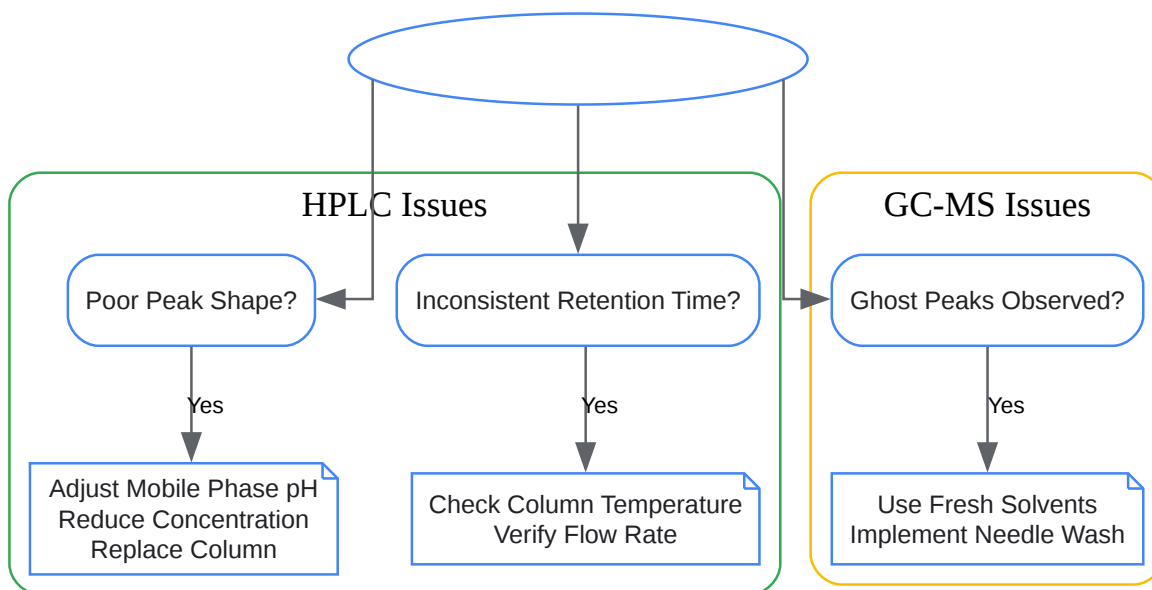 HPLC Issues
GC-MS Issues
Poor Peak Shape?
Inconsistent Retention Time?
Ghost Peaks Observed?
Yes
Yes
Yes
Adjust Mobile Phase pH
Reduce Concentration
Replace Column
Check Column Temperature
Verify Flow Rate
Use Fresh Solvents
Implement Needle Wash